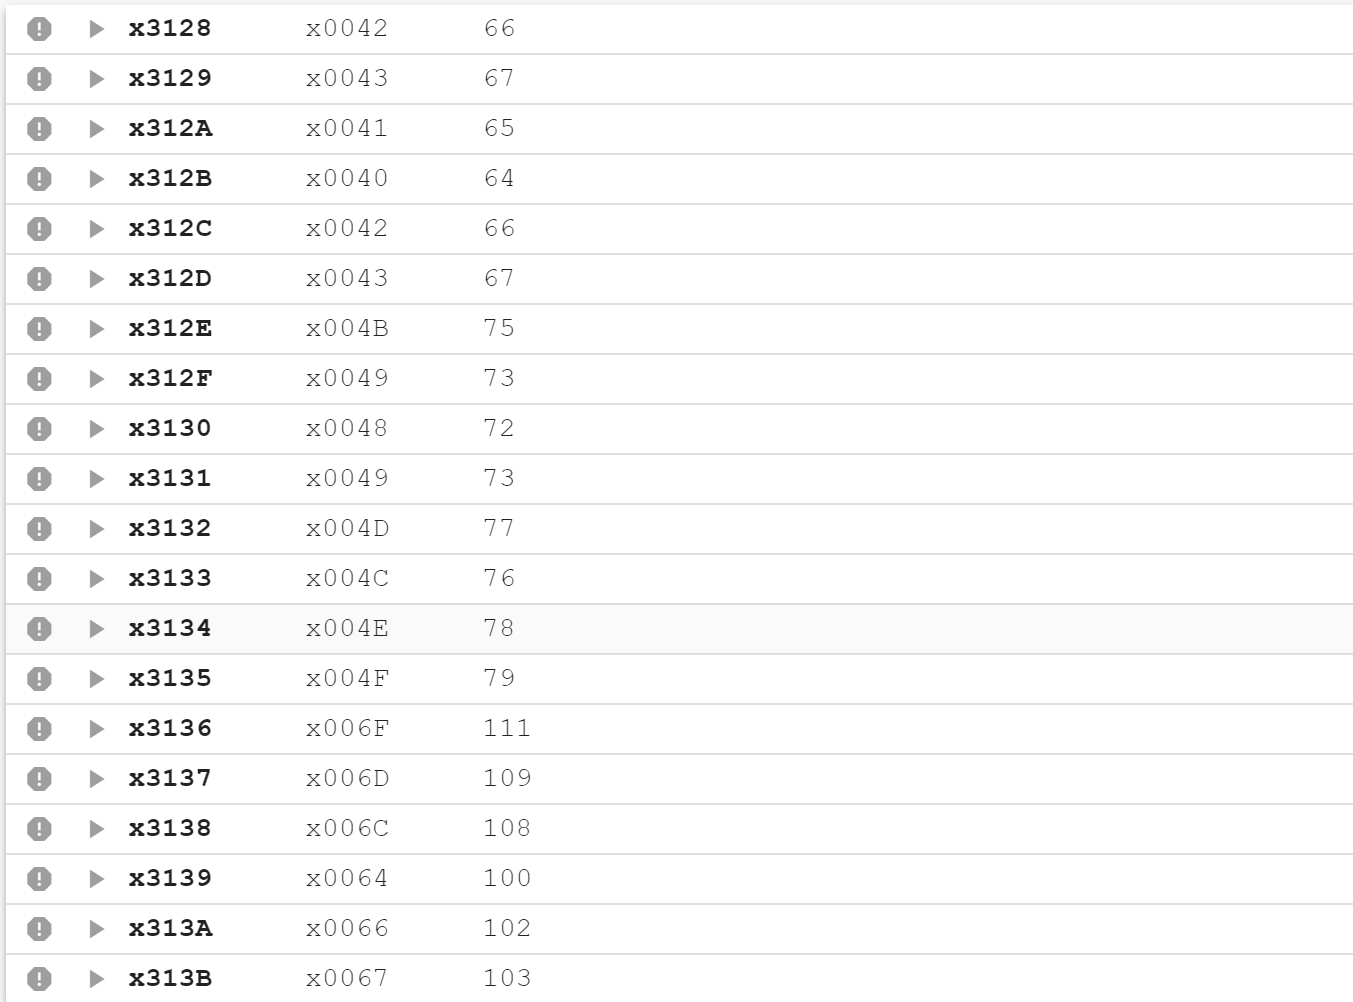 x3128 x0042 66
x3129 x0043 67
x312A x0041 65
x312B x0040 64
x312C x0042 66
x312D x0043 67
x312E x004B 75
x312F x0049 73
x3130 x0048 72
x3131 x0049 73
x3132 x004D 77
x3133 x004C 76
x3134 x004E 78
x3135 x004F 79
x3136 x006F 111
x3137 x006D 109
x3138 x006C 108
x3139 x0064 100
x313A x0066 102
x313B x0067 103